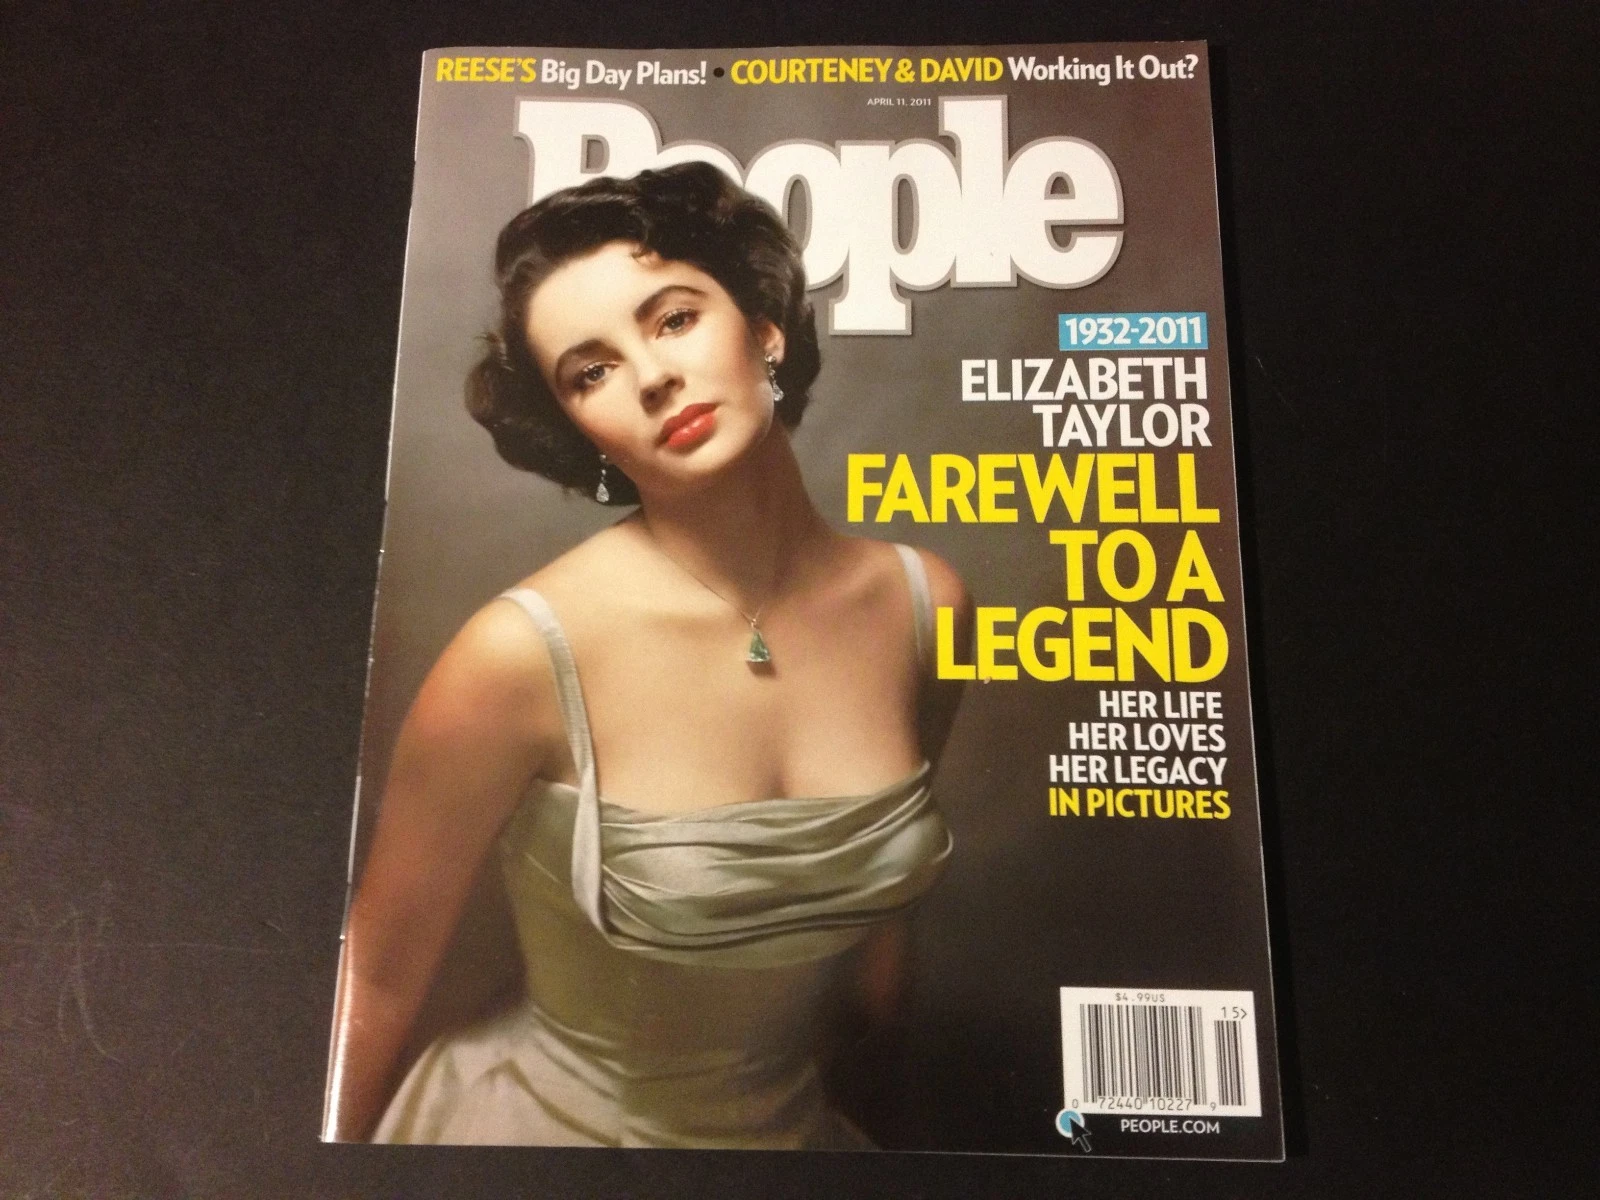 REESE'S Big Day Plans! • COURTENEY & DAVID Working It Out?
APRIL 11, 2011
People
1932-2011
ELIZABETH
TAYLOR
FAREWELL
TO A
LEGEND
HER LIFE
HER LOVES
HER LEGACY
IN PICTURES
$4.99US
15>
0 72440 10227 9
PEOPLE.COM